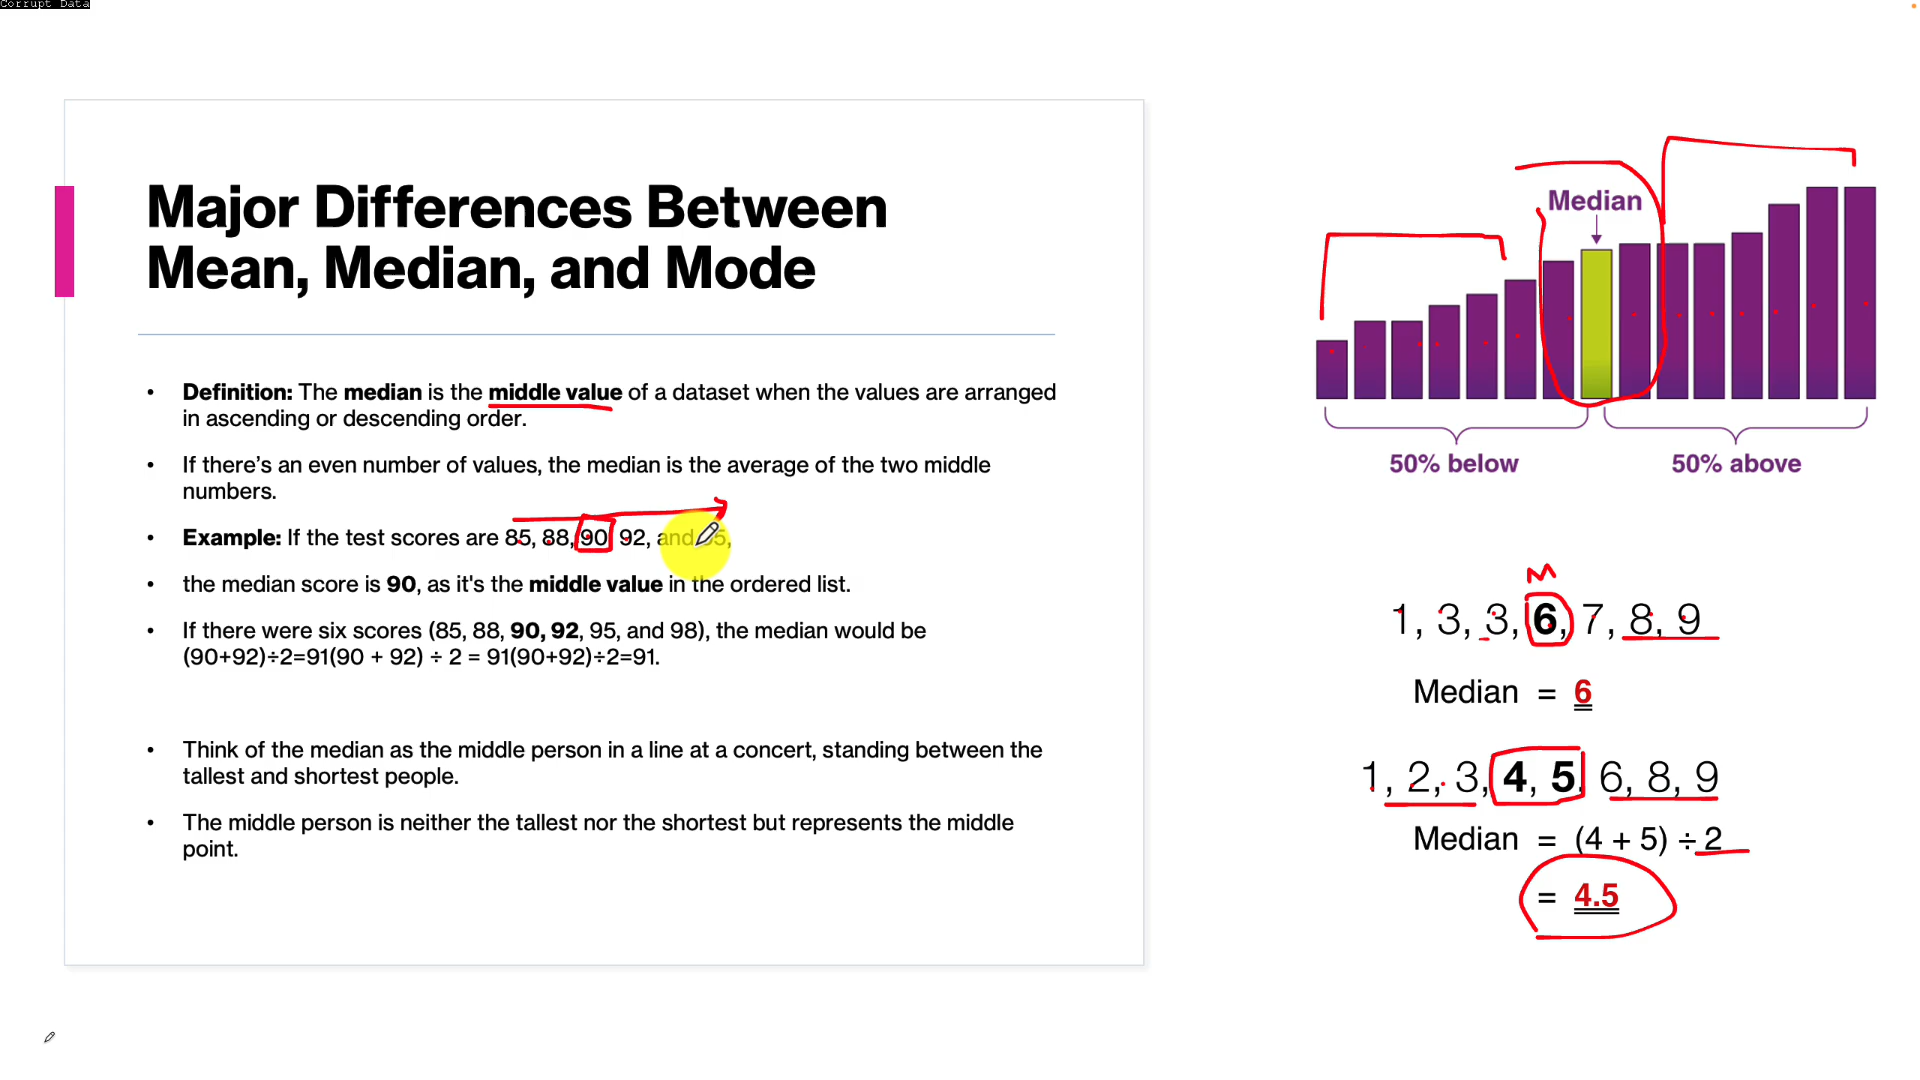 Corrupt Data
Major Differences Between
Mean, Median, and Mode
• Definition: The median is the middle value of a dataset when the values are arranged
in ascending or descending order.
• If there’s an even number of values, the median is the average of the two middle
numbers.
• Example: If the test scores are 85, 88, 90, 92, and 95,
• the median score is 90, as it's the middle value in the ordered list.
• If there were six scores (85, 88, 90, 92, 95, and 98), the median would be
(90+92)÷2=91(90 + 92) ÷ 2 = 91(90+92)÷2=91.
• Think of the median as the middle person in a line at a concert, standing between the
tallest and shortest people.
• The middle person is neither the tallest nor the shortest but represents the middle
point.
Median
50% below
50% above
M
1, 3, 3, 6, 7, 8, 9
Median = 6
1, 2, 3, 4, 5, 6, 8, 9
Median = (4 + 5) ÷ 2
= 4.5